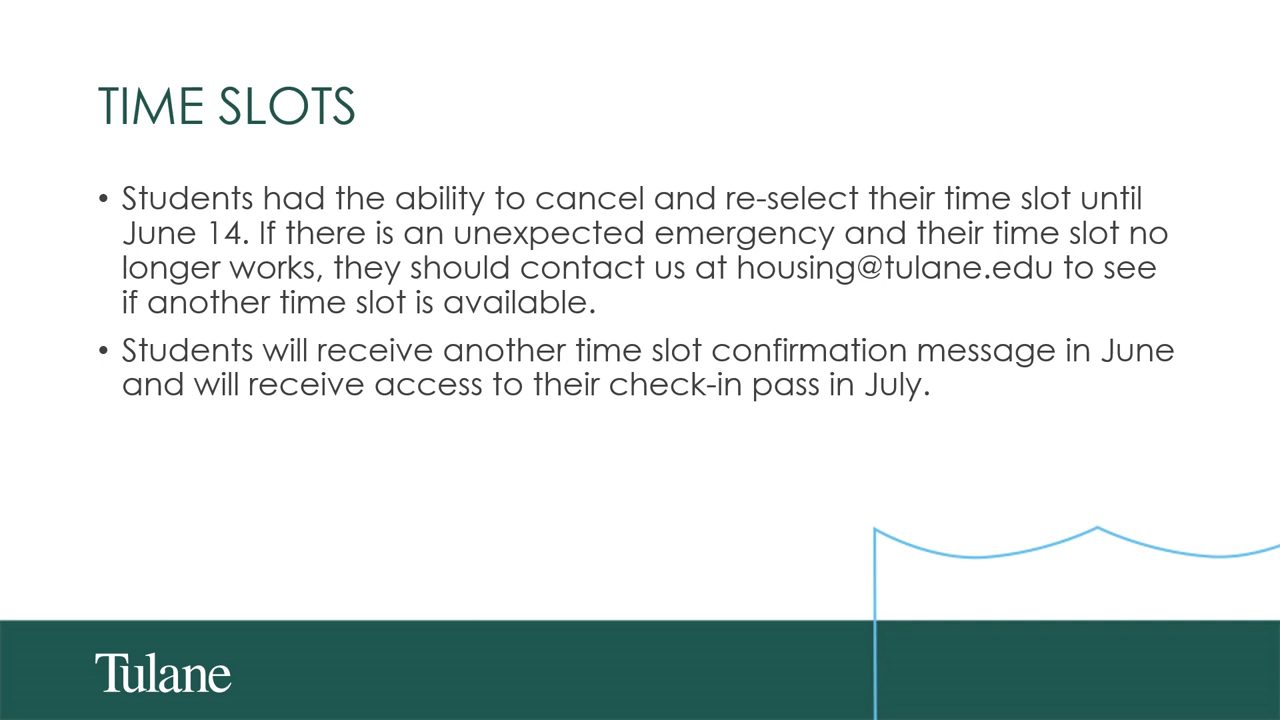 TIME SLOTS
• Students had the ability to cancel and re-select their time slot until
June 14. If there is an unexpected emergency and their time slot no
longer works, they should contact us at housing@tulane.edu to see
if another time slot is available.
• Students will receive another time slot confirmation message in June
and will receive access to their check-in pass in July.
Tulane